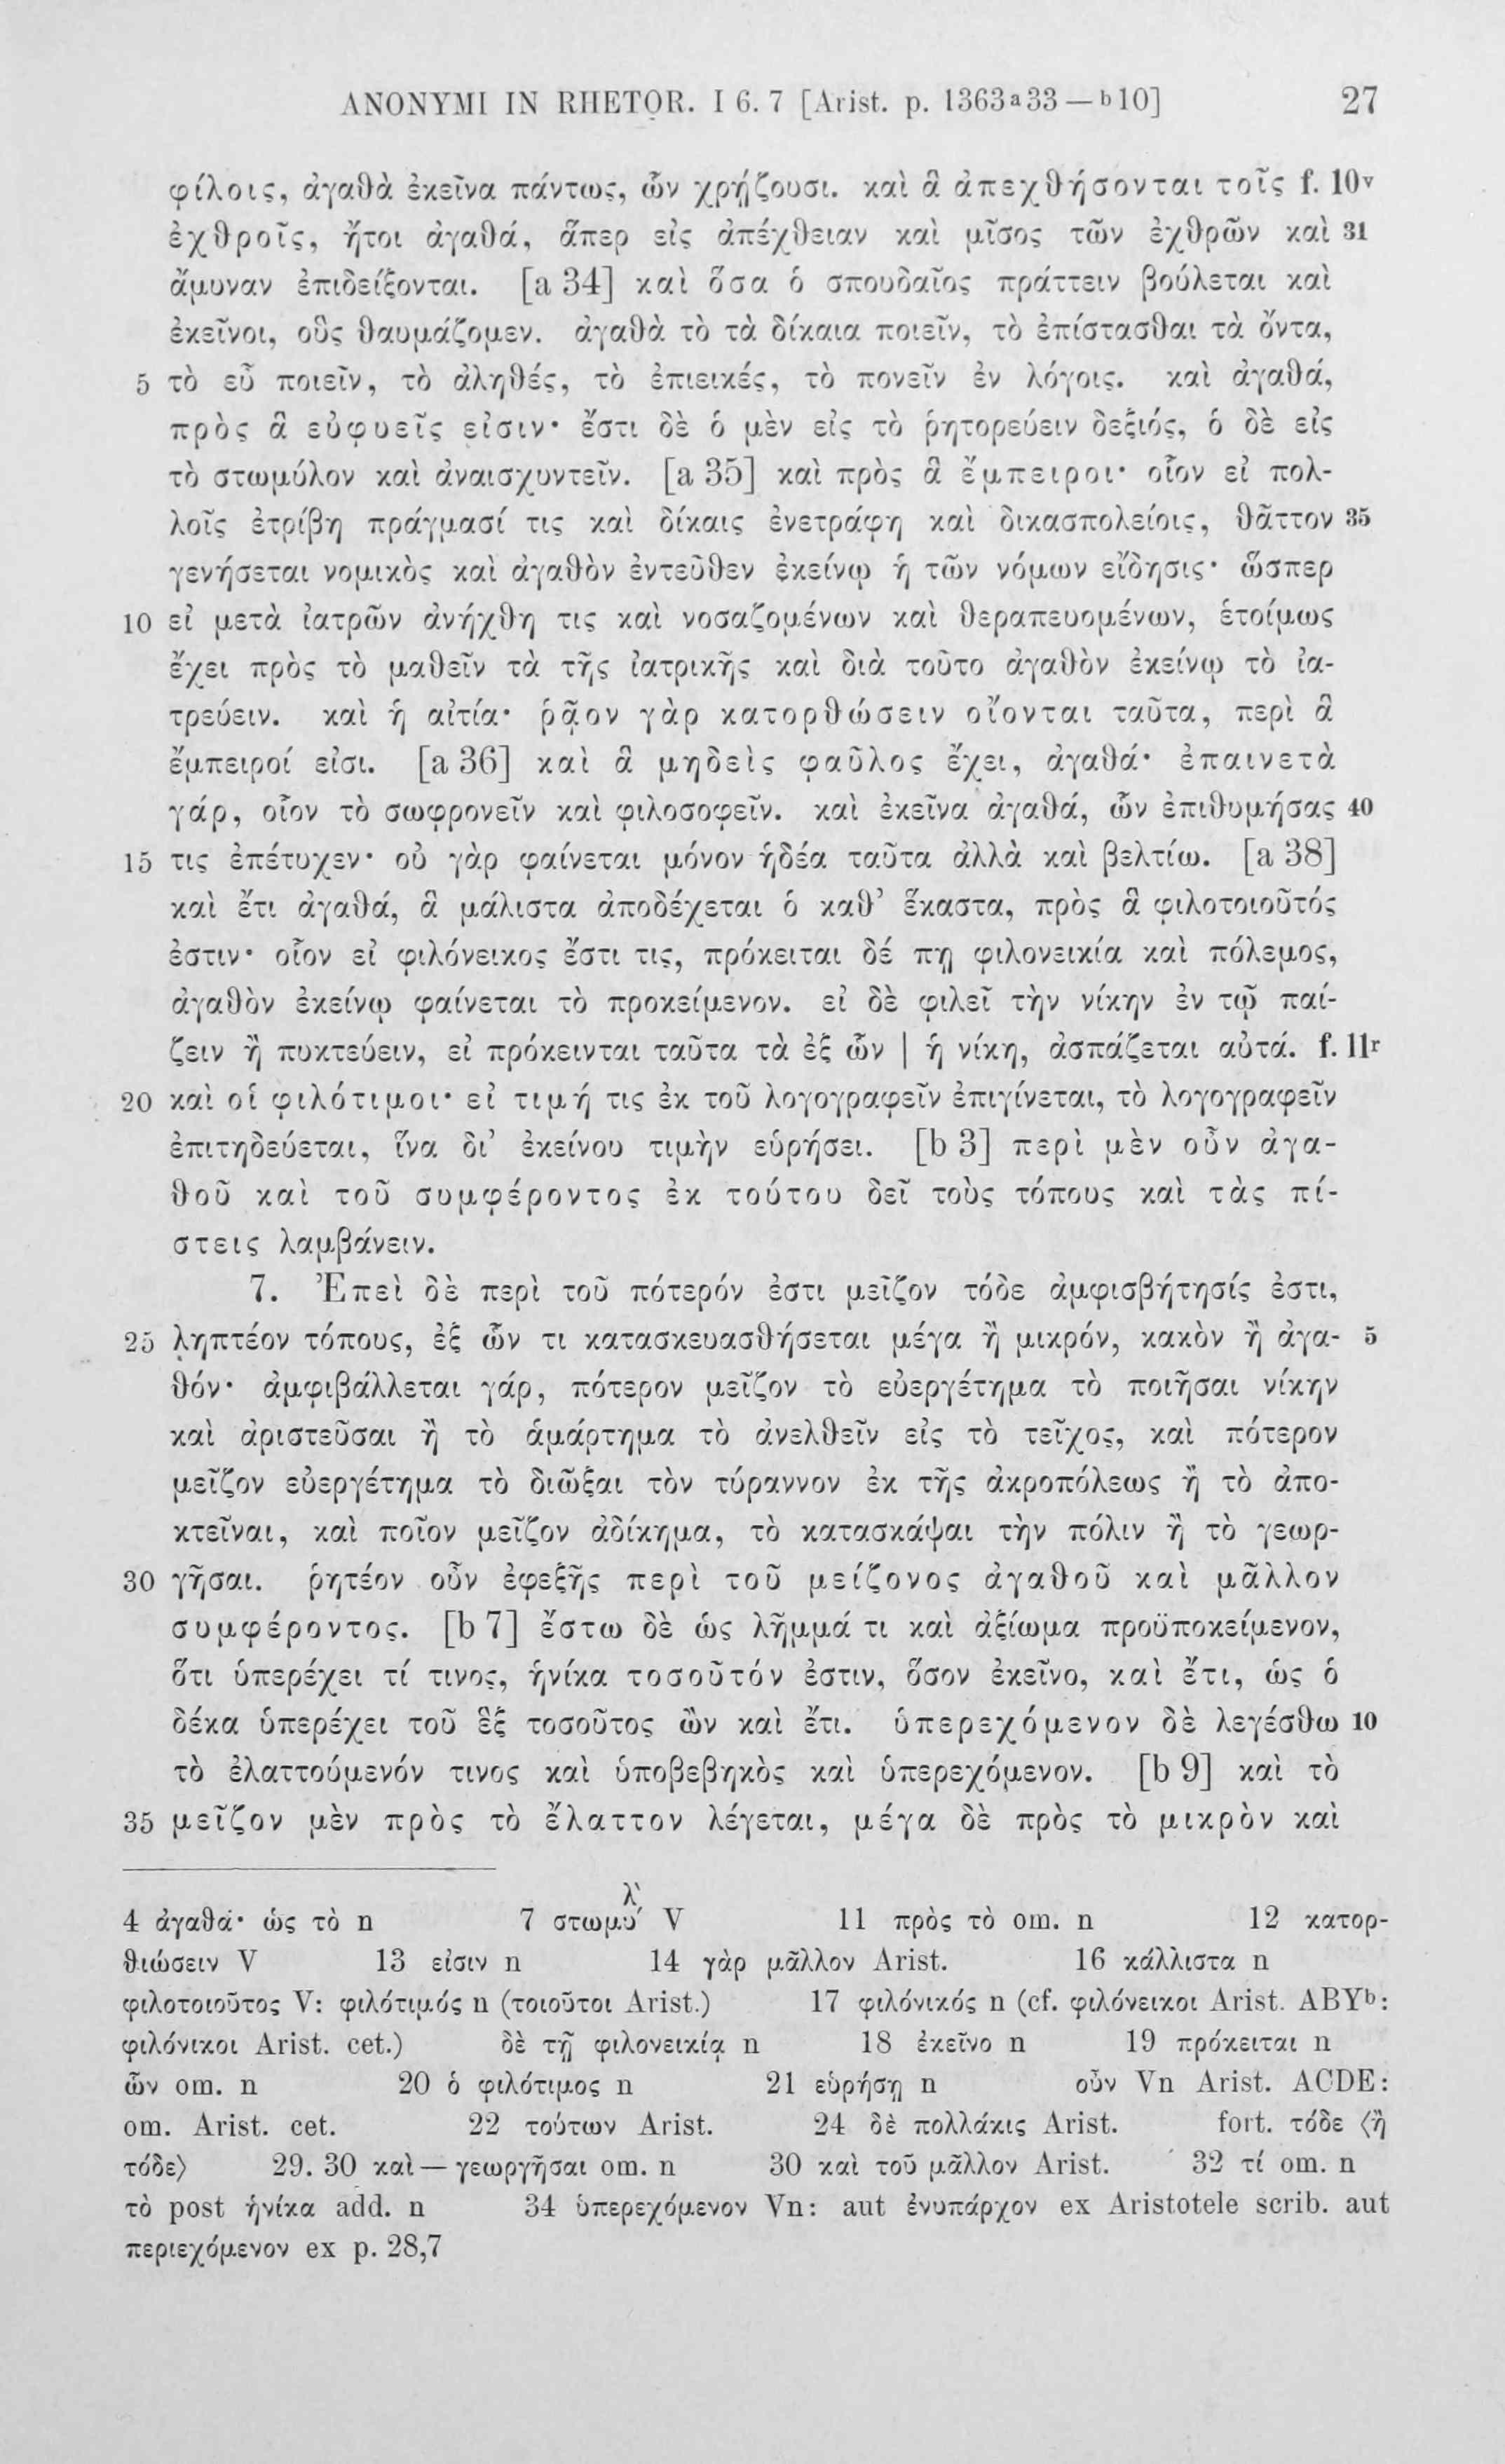 ANONYMI IN RHETOR. I 6. 7 [Arist. p. 1363a33 — b10] 27
φίλοις, ἀγαθὰ ἐκεῖνα πάντως, ὧν χρῄζουσι. καὶ ἃ ἀπεχθήσονται τοῖς f. 10v
ἐχθροῖς, ἤτοι ἀγαθά, ἅπερ εἰς ἀπέχθειαν καὶ μῖσος τῶν ἐχθρῶν καὶ 31
ἄμυναν ἐπιδείξονται. [a 34] καὶ ὅσα ὁ σπουδαῖος πράττειν βούλεται καὶ
ἐκεῖνοι, οὓς θαυμάζομεν. ἀγαθὰ τὸ τὰ δίκαια ποιεῖν, τὸ ἐπίστασθαι τὰ ὄντα,
5 τὸ εὖ ποιεῖν, τὸ ἀληθές, τὸ ἐπιεικές, τὸ πονεῖν ἐν λόγοις. καὶ ἀγαθά,
πρὸς ἃ εὐφυεῖς εἰσιν· ἔστι δὲ ὁ μὲν εἰς τὸ ῥητορεύειν δεξιός, ὁ δὲ εἰς
τὸ στωμύλον καὶ ἀναισχυντεῖν. [a 35] καὶ πρὸς ἃ ἔμπειροι· οἷον εἰ πολ-
λοῖς ἐτρίβη πράγμασί τις καὶ δίκαις ἐνετράφη καὶ δικασπολείοις, θᾶττον 35
γενήσεται νομικὸς καὶ ἀγαθὸν ἐντεῦθεν ἐκείνῳ ἡ τῶν νόμων εἴδησις· ὥσπερ
10 εἰ μετὰ ἰατρῶν ἀνήχθη τις καὶ νοσαζομένων καὶ θεραπευομένων, ἑτοίμως
ἔχει πρὸς τὸ μαθεῖν τὰ τῆς ἰατρικῆς καὶ διὰ τοῦτο ἀγαθὸν ἐκείνῳ τὸ ἰα-
τρεύειν. καὶ ἡ αἰτία· ῥᾷον γὰρ κατορθώσειν οἴονται ταῦτα, περὶ ἃ
ἔμπειροί εἰσι. [a 36] καὶ ἃ μηδεὶς φαῦλος ἔχει, ἀγαθά· ἐπαινετὰ
γάρ, οἷον τὸ σωφρονεῖν καὶ φιλοσοφεῖν. καὶ ἐκεῖνα ἀγαθά, ὧν ἐπιθυμήσας 40
15 τις ἐπέτυχεν· οὐ γὰρ φαίνεται μόνον ἡδέα ταῦτα ἀλλὰ καὶ βελτίω. [a 38]
καὶ ἔτι ἀγαθά, ἃ μάλιστα ἀποδέχεται ὁ καθ’ ἕκαστα, πρὸς ἃ φιλοτοιοῦτός
ἐστιν· οἷον εἰ φιλόνεικος ἔστι τις, πρόκειται δέ πῃ φιλονεικία καὶ πόλεμος,
ἀγαθὸν ἐκείνῳ φαίνεται τὸ προκείμενον. εἰ δὲ φιλεῖ τὴν νίκην ἐν τῷ παί-
ζειν ἢ πυκτεύειν, εἰ πρόκεινται ταῦτα τὰ ἐξ ὧν | ἡ νίκη, ἀσπάζεται αὐτά. f. 11r
20 καὶ οἱ φιλότιμοι· εἰ τιμή τις ἐκ τοῦ λογογραφεῖν ἐπιγίνεται, τὸ λογογραφεῖν
ἐπιτηδεύεται, ἵνα δι’ ἐκείνου τιμὴν εὑρήσει. [b 3] περὶ μὲν οὖν ἀγα-
θοῦ καὶ τοῦ συμφέροντος ἐκ τούτου δεῖ τοὺς τόπους καὶ τὰς πί-
στεις λαμβάνειν.
7. Ἐπεὶ δὲ περὶ τοῦ πότερόν ἐστι μεῖζον τόδε ἀμφισβήτησίς ἐστι,
25 ληπτέον τόπους, ἐξ ὧν τι κατασκευασθήσεται μέγα ἢ μικρόν, κακὸν ἢ ἀγα- 5
θόν· ἀμφιβάλλεται γάρ, πότερον μεῖζον τὸ εὐεργέτημα τὸ ποιῆσαι νίκην
καὶ ἀριστεῦσαι ἢ τὸ ἁμάρτημα τὸ ἀνελθεῖν εἰς τὸ τεῖχος, καὶ πότερον
μεῖζον εὐεργέτημα τὸ διῶξαι τὸν τύραννον ἐκ τῆς ἀκροπόλεως ἢ τὸ ἀπο-
κτεῖναι, καὶ ποῖον μεῖζον ἀδίκημα, τὸ κατασκάψαι τὴν πόλιν ἢ τὸ γεωρ-
30 γῆσαι. ῥητέον οὖν ἐφεξῆς περὶ τοῦ μείζονος ἀγαθοῦ καὶ μᾶλλον
συμφέροντος. [b 7] ἔστω δὲ ὡς λῆμμά τι καὶ ἀξίωμα προϋποκείμενον,
ὅτι ὑπερέχει τί τινος, ἡνίκα τοσοῦτόν ἐστιν, ὅσον ἐκεῖνο, καὶ ἔτι, ὡς ὁ
δέκα ὑπερέχει τοῦ ἓξ τοσοῦτος ὢν καὶ ἔτι. ὑπερεχόμενον δὲ λεγέσθω 10
τὸ ἐλαττούμενόν τινος καὶ ὑποβεβηκὸς καὶ ὑπερεχόμενον. [b 9] καὶ τὸ
35 μεῖζον μὲν πρὸς τὸ ἔλαττον λέγεται, μέγα δὲ πρὸς τὸ μικρὸν καὶ
4 ἀγαθά· ὡς τὸ n 7 στωμύλ V 11 πρὸς τὸ om. n 12 κατορ-
θιώσειν V 13 εἰσιν n 14 γὰρ μᾶλλον Arist. 16 κάλλιστα n
φιλοτοιοῦτος V: φιλότιμός n (τοιοῦτοι Arist.) 17 φιλόνικός n (cf. φιλόνεικοι Arist. ABYb:
φιλόνικοι Arist. cet.) δὲ τῇ φιλονεικίᾳ n 18 ἐκεῖνο n 19 πρόκειται n
ὧν om. n 20 ὁ φιλότιμος n 21 εὑρήσῃ n οὖν Vn Arist. ACDE:
om. Arist. cet. 22 τούτων Arist. 24 δὲ πολλάκις Arist. fort. τόδε ⟨ἢ
τόδε⟩ 29. 30 καὶ — γεωργῆσαι om. n 30 καὶ τοῦ μᾶλλον Arist. 32 τί om. n
τὸ post ἡνίκα add. n 34 ὑπερεχόμενον Vn: aut ἐνυπάρχον ex Aristotele scrib. aut
περιεχόμενον ex p. 28,7